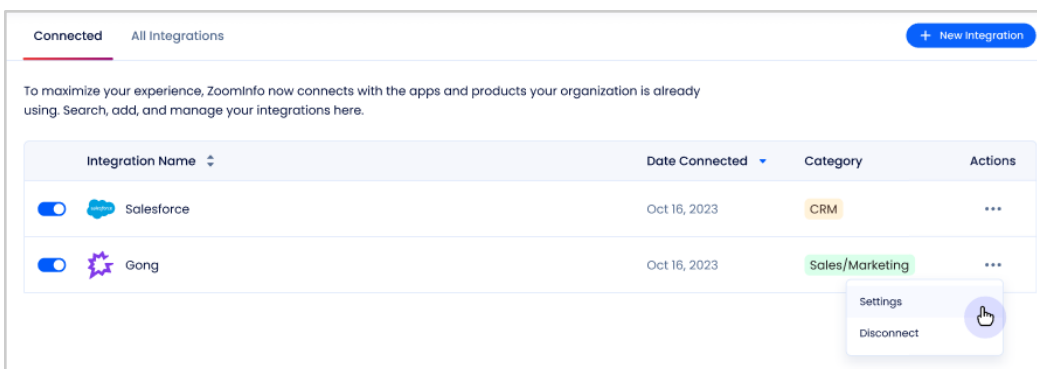 Connected All Integrations + New Integration
To maximize your experience, ZoomInfo now connects with the apps and products your organization is already
using. Search, add, and manage your integrations here.
Integration Name Date Connected Category Actions
salesforce Salesforce Oct 16, 2023 CRM
Gong Oct 16, 2023 Sales/Marketing
Settings
Disconnect